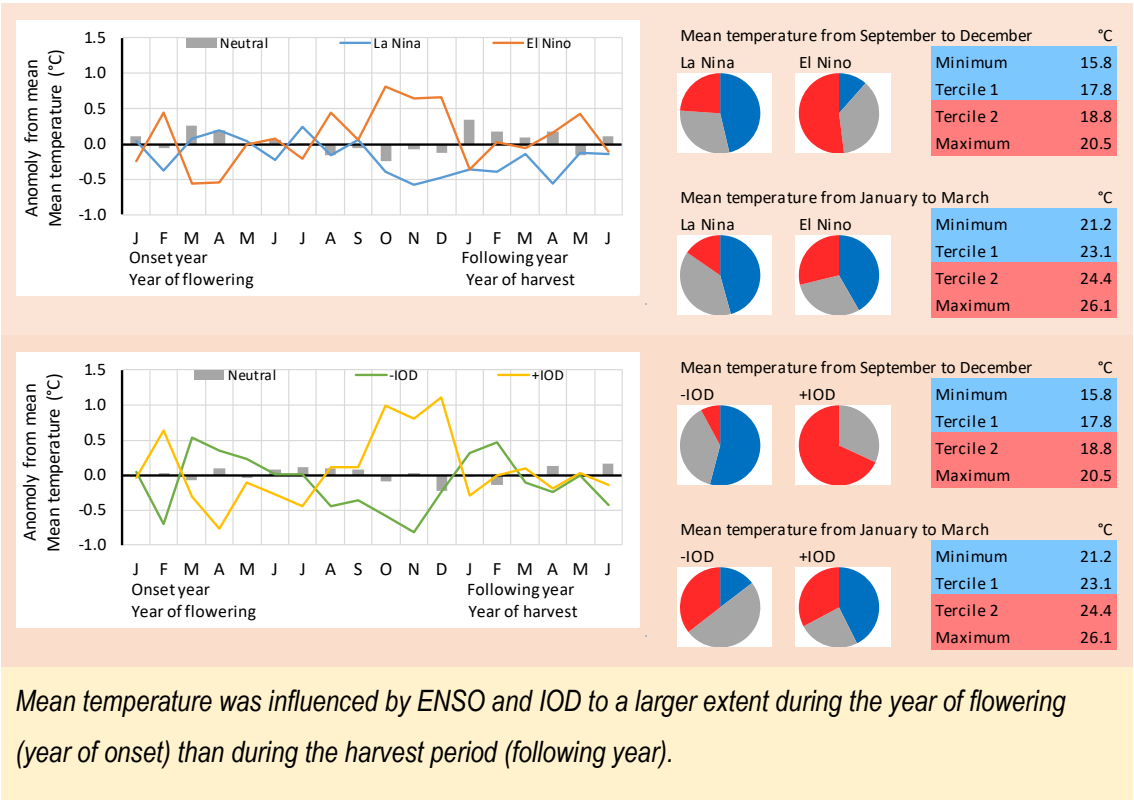 1.5
1.0
0.5
0.0
-0.5
-1.0
Anomoly from mean
Mean temperature (°C)
Neutral La Nina El Nino
J F M A M J J A S O N D J F M A M J
Onset year Following year
Year of flowering Year of harvest
Mean temperature from September to December °C
La Nina El Nino
Minimum 15.8
Tercile 1 17.8
Tercile 2 18.8
Maximum 20.5
Mean temperature from January to March °C
La Nina El Nino
Minimum 21.2
Tercile 1 23.1
Tercile 2 24.4
Maximum 26.1
1.5
1.0
0.5
0.0
-0.5
-1.0
Anomoly from mean
Mean temperature (°C)
Neutral -IOD +IOD
J F M A M J J A S O N D J F M A M J
Onset year Following year
Year of flowering Year of harvest
Mean temperature from September to December °C
-IOD +IOD
Minimum 15.8
Tercile 1 17.8
Tercile 2 18.8
Maximum 20.5
Mean temperature from January to March °C
-IOD +IOD
Minimum 21.2
Tercile 1 23.1
Tercile 2 24.4
Maximum 26.1
Mean temperature was influenced by ENSO and IOD to a larger extent during the year of flowering
(year of onset) than during the harvest period (following year).